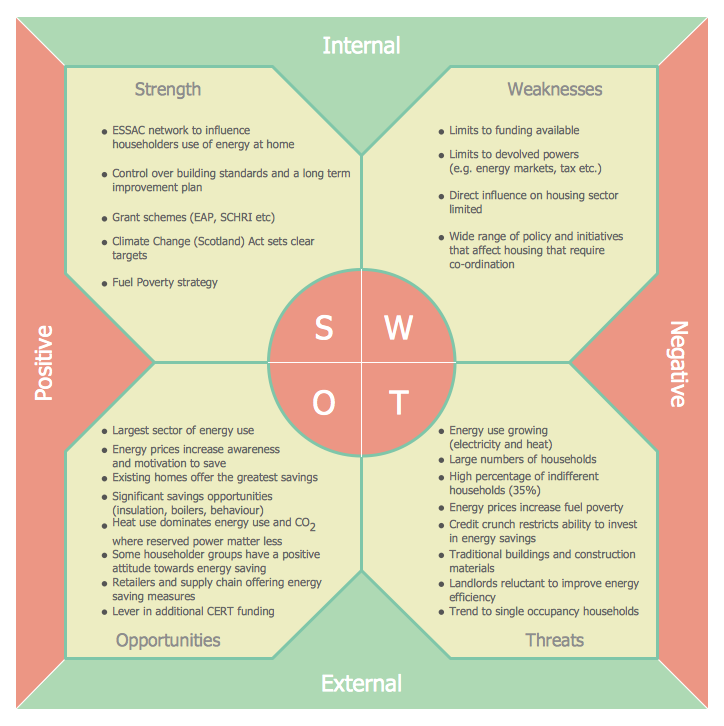 Internal
Strength
ESSAC network to influence
householders use of energy at home
Control over building standards and a long term
improvement plan
Grant schemes (EAP, SCHRI etc)
Climate Change (Scotland) Act sets clear
targets
Fuel Poverty strategy
Weaknesses
Limits to funding available
Limits to devolved powers
(e.g. energy markets, tax etc.)
Direct influence on housing sector
limited
Wide range of policy and initiatives
that affect housing that require
co-ordination
S
W
O
T
Positive
Negative
Largest sector of energy use
Energy prices increase awareness
and motivation to save
Existing homes offer the greatest savings
Significant savings opportunities
(insulation, boilers, behaviour)
Heat use dominates energy use and CO2
where reserved power matter less
Some householder groups have a positive
attitude towards energy saving
Retailers and supply chain offering energy
saving measures
Lever in additional CERT funding
Opportunities
Energy use growing
(electricity and heat)
Large numbers of households
High percentage of indifferent
households (35%)
Energy prices increase fuel poverty
Credit crunch restricts ability to invest
in energy savings
Traditional buildings and construction
materials
Landlords reluctant to improve energy
efficiency
Trend to single occupancy households
Threats
External